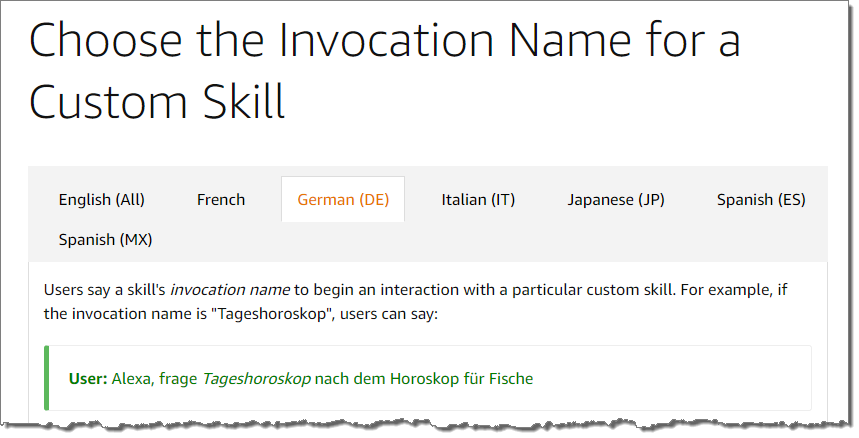 Choose the Invocation Name for a
Custom Skill
English (All) French German (DE) Italian (IT) Japanese (JP) Spanish (ES)
Spanish (MX)
Users say a skill's invocation name to begin an interaction with a particular custom skill. For example, if
the invocation name is "Tageshoroskop", users can say:
User: Alexa, frage Tageshoroskop nach dem Horoskop für Fische